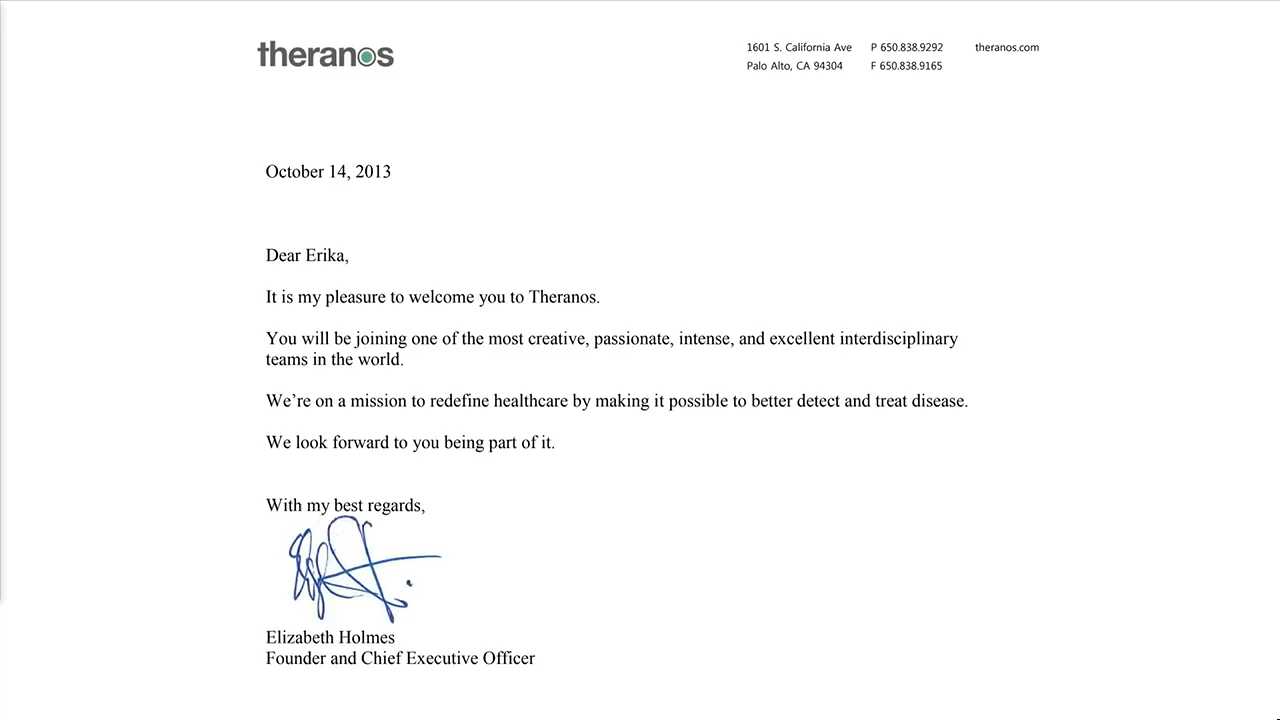 theranos
1601 S. California Ave P 650.838.9292 theranos.com
Palo Alto, CA 94304 F 650.838.9165
October 14, 2013
Dear Erika,
It is my pleasure to welcome you to Theranos.
You will be joining one of the most creative, passionate, intense, and excellent interdisciplinary
teams in the world.
We’re on a mission to redefine healthcare by making it possible to better detect and treat disease.
We look forward to you being part of it.
With my best regards,
Elizabeth Holmes
Founder and Chief Executive Officer